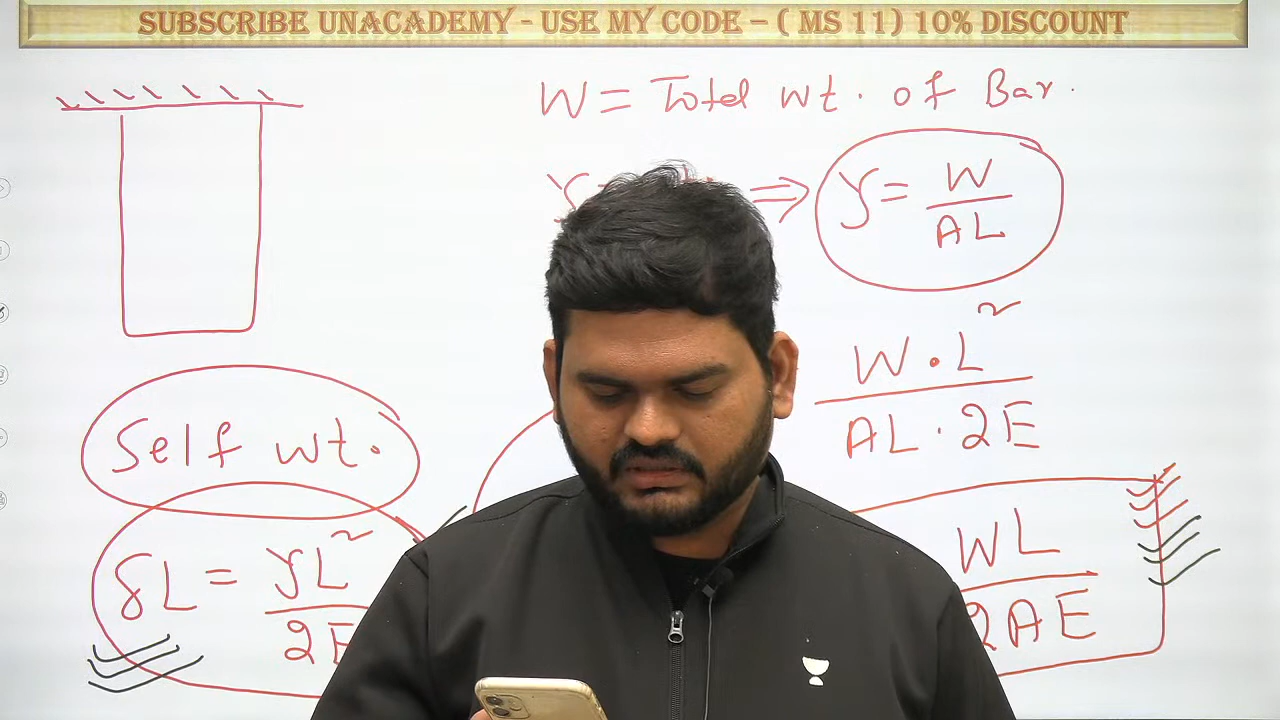 SUBSCRIBE UNACADEMY - USE MY CODE – ( MS 11) 10% DISCOUNT
W = Total wt. of Bar.
γ = ⇒ γ = W / AL
W·L² / AL·2E
Self wt.
δL = γL² / 2E
WL / 2AE